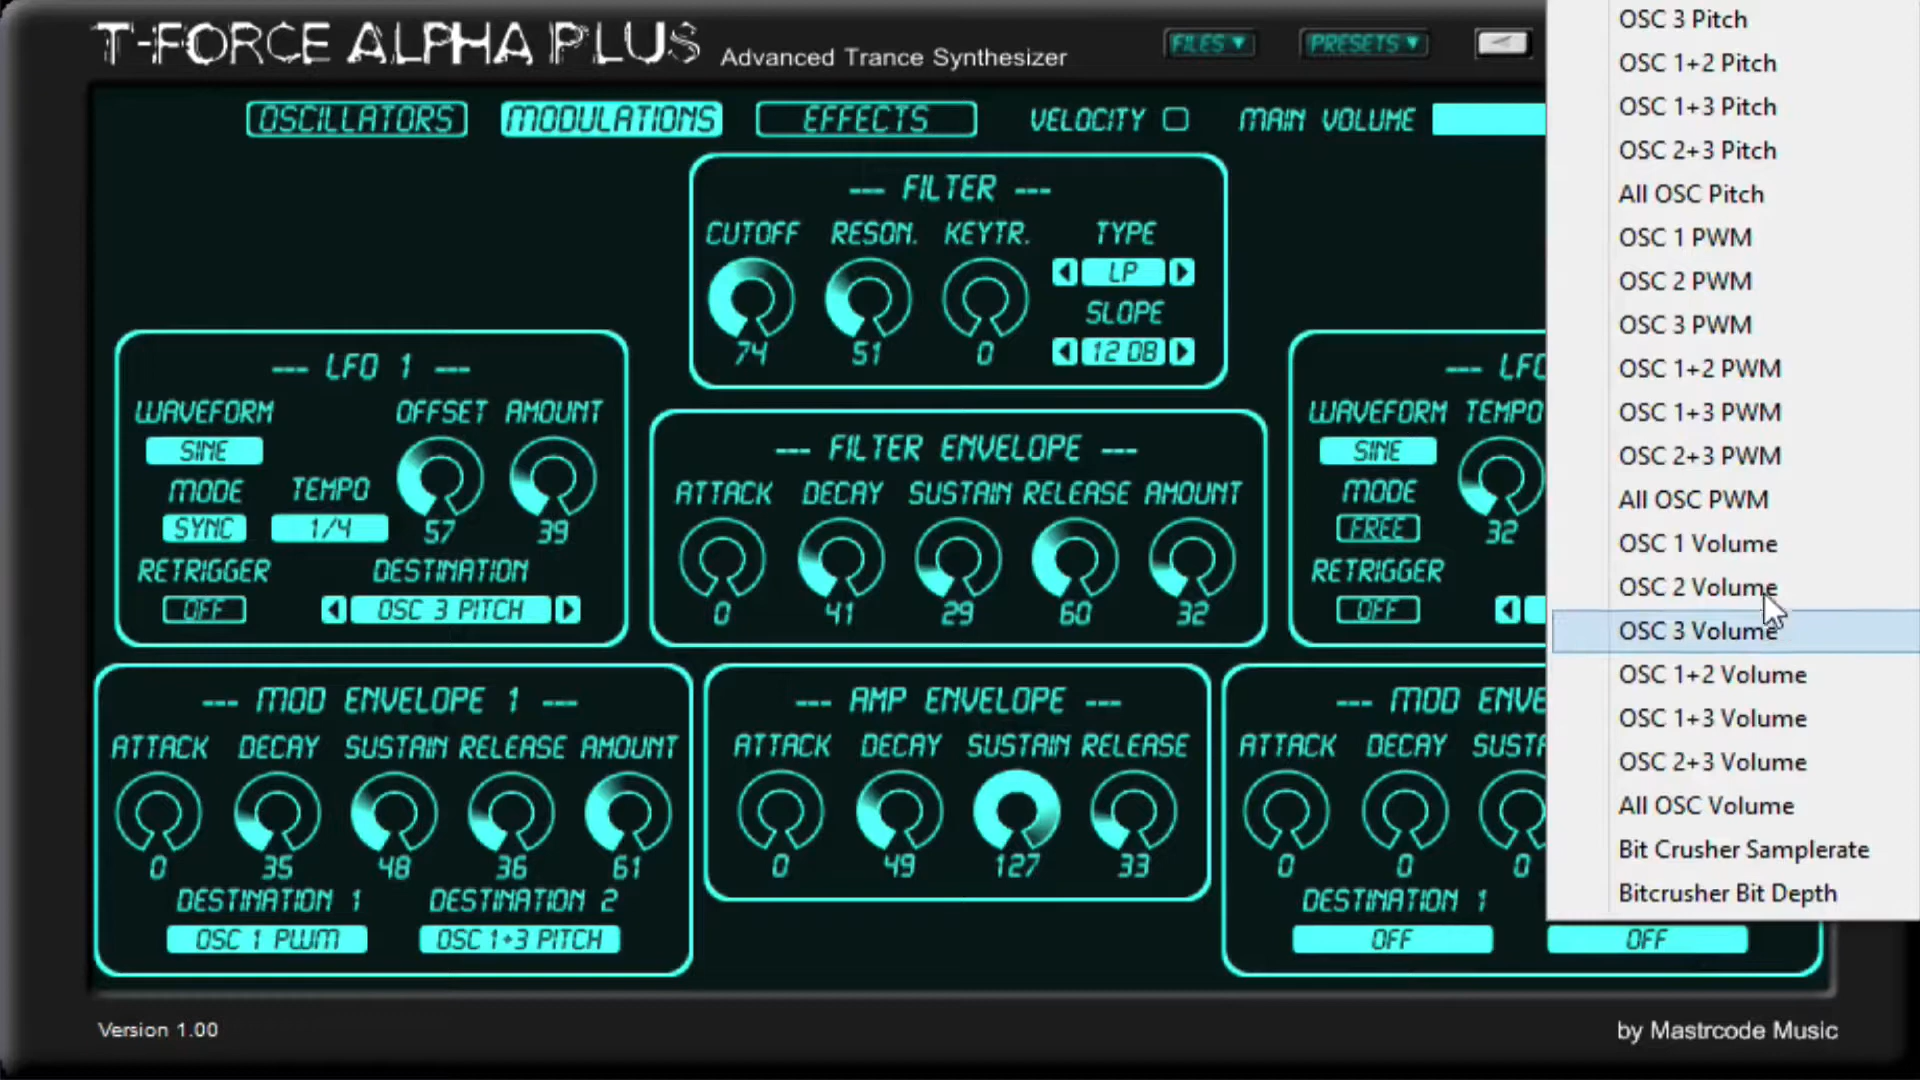 T-FORCE ALPHA PLUS Advanced Trance Synthesizer
FILES ▼ PRESETS ▼
OSCILLATORS MODULATIONS EFFECTS VELOCITY MAIN VOLUME
--- FILTER ---
CUTOFF RESON. KEYTR. TYPE
LP
SLOPE
12 DB
74 51 0
--- LFO 1 ---
WAVEFORM OFFSET AMOUNT
SINE
MODE TEMPO
SYNC 1/4 57 39
RETRIGGER DESTINATION
OFF OSC 3 PITCH
--- FILTER ENVELOPE ---
ATTACK DECAY SUSTAIN RELEASE AMOUNT
0 41 29 60 32
--- LFO
WAVEFORM TEMPO
SINE
MODE
FREE 32
RETRIGGER
OFF
--- MOD ENVELOPE 1 ---
ATTACK DECAY SUSTAIN RELEASE AMOUNT
0 35 48 36 61
DESTINATION 1 DESTINATION 2
OSC 1 PWM OSC 1+3 PITCH
--- AMP ENVELOPE ---
ATTACK DECAY SUSTAIN RELEASE
0 49 127 33
--- MOD ENVE
ATTACK DECAY SUSTA
0 0 0
DESTINATION 1
OFF OFF
OSC 3 Pitch
OSC 1+2 Pitch
OSC 1+3 Pitch
OSC 2+3 Pitch
All OSC Pitch
OSC 1 PWM
OSC 2 PWM
OSC 3 PWM
OSC 1+2 PWM
OSC 1+3 PWM
OSC 2+3 PWM
All OSC PWM
OSC 1 Volume
OSC 2 Volume
OSC 3 Volume
OSC 1+2 Volume
OSC 1+3 Volume
OSC 2+3 Volume
All OSC Volume
Bit Crusher Samplerate
Bitcrusher Bit Depth
Version 1.00
by Mastrcode Music